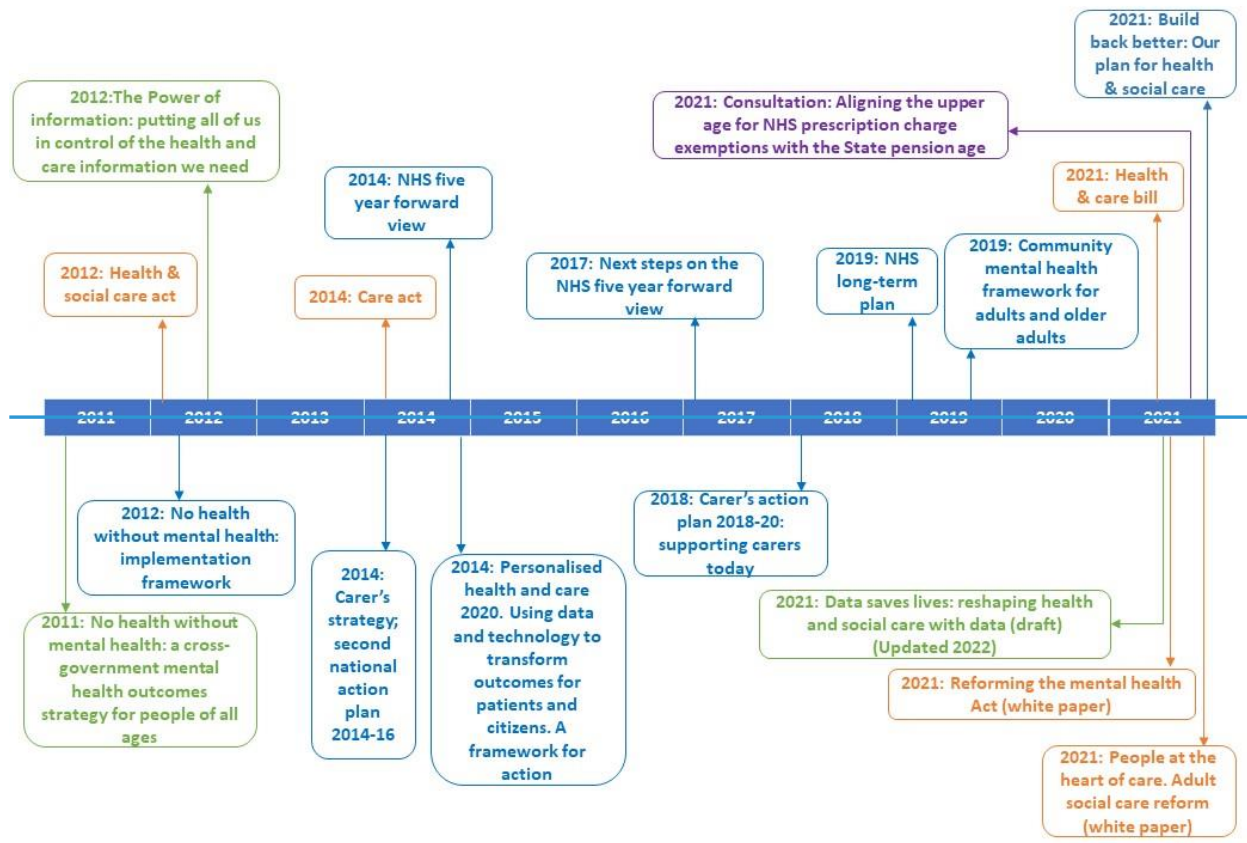 2021: Build
back better: Our
plan for health
& social care
2012:The Power of
information: putting all of us
in control of the health and
care information we need
2021: Consultation: Aligning the upper
age for NHS prescription charge
exemptions with the State pension age
2014: NHS five
year forward
view
2021: Health
& care bill
2012: Health &
social care act
2014: Care act
2017: Next steps on the
NHS five year forward
view
2019: NHS
long-term
plan
2019: Community
mental health
framework for
adults and older
adults
2011 2012 2013 2014 2015 2016 2017 2018 2019 2020 2021
2012: No health
without mental health:
implementation
framework
2014:
Carer’s
strategy;
second
national
action
plan
2014-16
2014: Personalised
health and care
2020. Using data
and technology to
transform
outcomes for
patients and
citizens. A
framework for
action
2018: Carer’s action
plan 2018-20:
supporting carers
today
2011: No health without
mental health: a cross-
government mental
health outcomes
strategy for people of all
ages
2021: Data saves lives: reshaping health
and social care with data (draft)
(Updated 2022)
2021: Reforming the mental health
Act (white paper)
2021: People at the
heart of care. Adult
social care reform
(white paper)